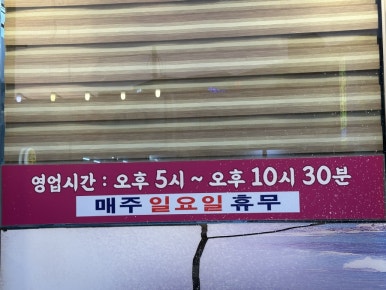 영업시간 : 오후 5시 ~ 오후 10시 30분
매주 일요일 휴무